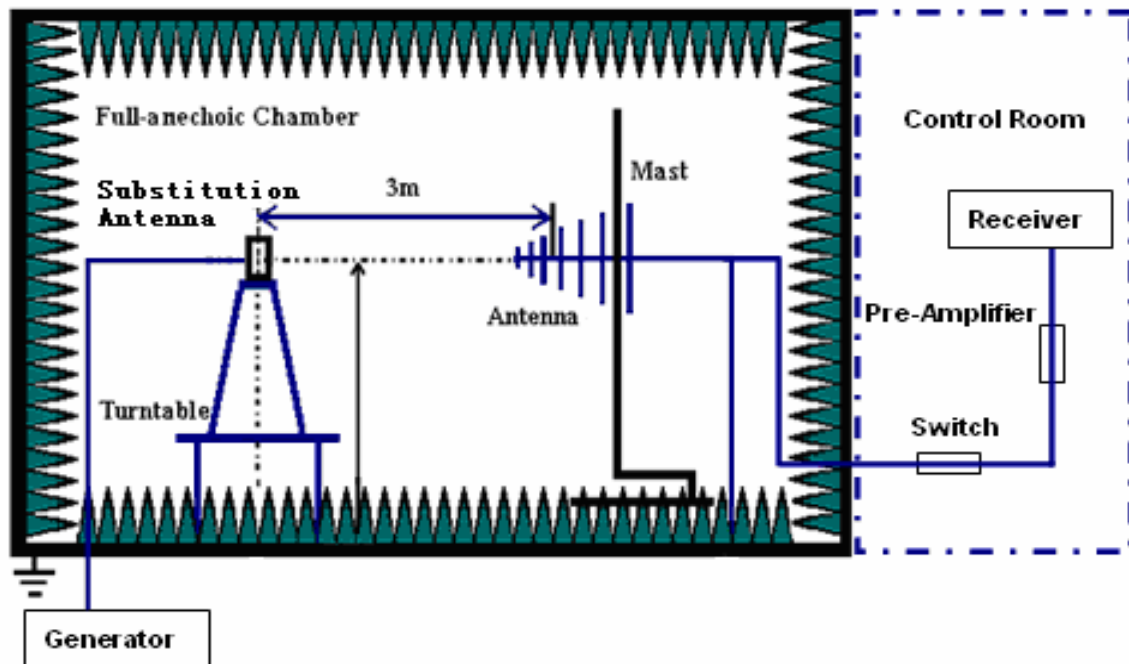 Full-anechoic Chamber
Control Room
Substitution
Antenna
3m
Mast
Receiver
Antenna
Pre-Amplifier
Turntable
Switch
Generator